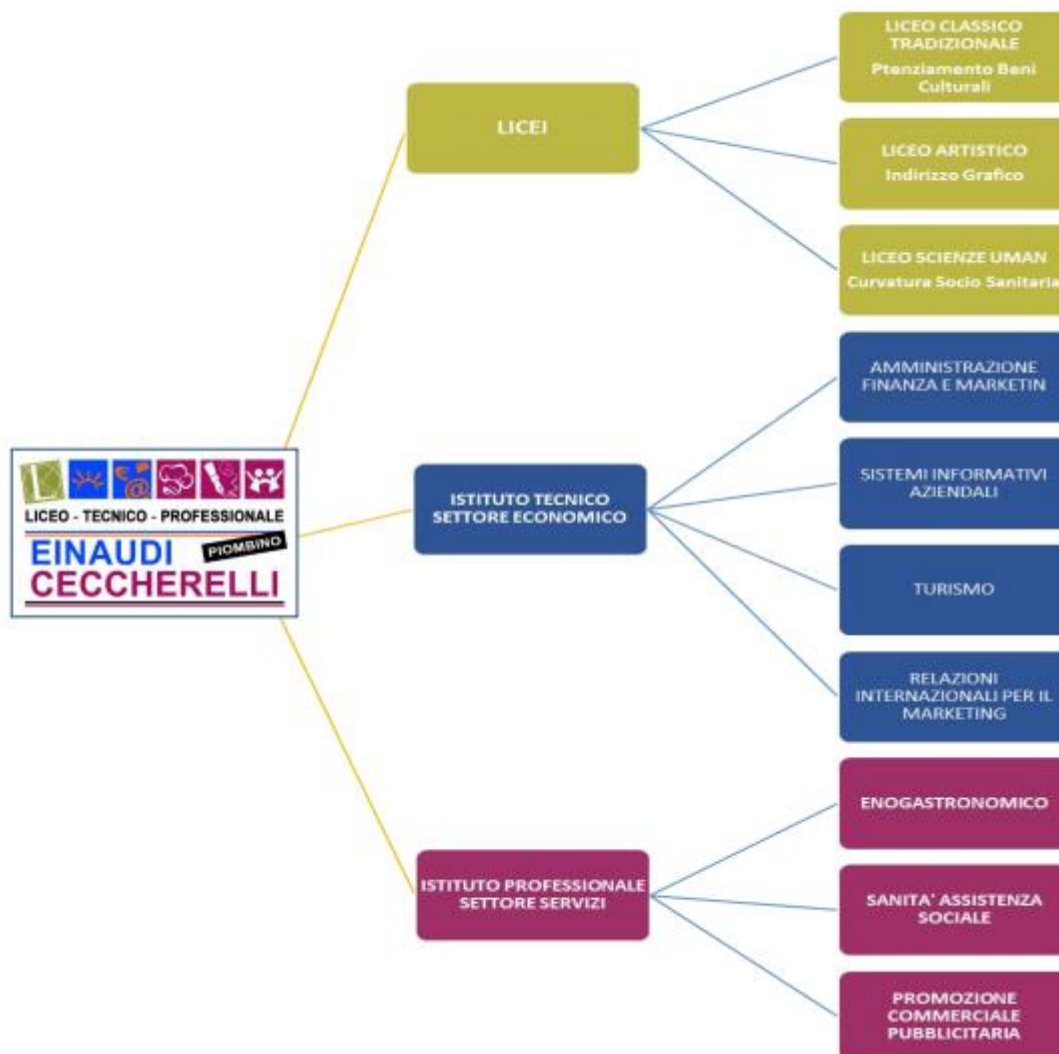 LICEO CLASSICO
TRADIZIONALE
Ptenziamento Beni
Culturali
LICEI
LICEO ARTISTICO
Indirizzo Grafico
LICEO SCIENZE UMAN
Curvatura Socio Sanitaria
AMMINISTRAZIONE
FINANZA E MARKETIN
L
@
LICEO - TECNICO - PROFESSIONALE
EINAUDI
PIOMBINO
CECCHERELLI
ISTITUTO TECNICO
SETTORE ECONOMICO
SISTEMI INFORMATIVI
AZIENDALI
TURISMO
RELAZIONI
INTERNAZIONALI PER IL
MARKETING
ISTITUTO PROFESSIONALE
SETTORE SERVIZI
ENOGASTRONOMICO
SANITA' ASSISTENZA
SOCIALE
PROMOZIONE
COMMERCIALE
PUBBLICITARIA